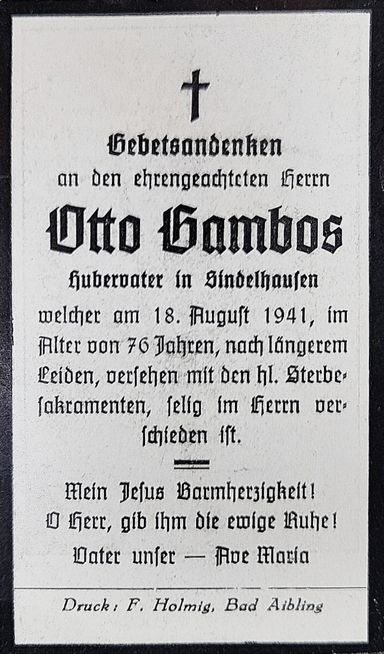 Gebetsandenken
an den ehrengeachteten Herrn
Otto Gambos
Hubervater in Sindelhausen
welcher am 18. August 1941, im
Alter von 76 Jahren, nach längerem
Leiden, versehen mit den hl. Sterbe-
sakramenten, selig im Herrn ver-
schieden ist.
Mein Jesus Barmherzigkeit!
O Herr, gib ihm die ewige Ruhe!
Vater unser — Ave Maria
Druck: F. Holmig, Bad Aibling